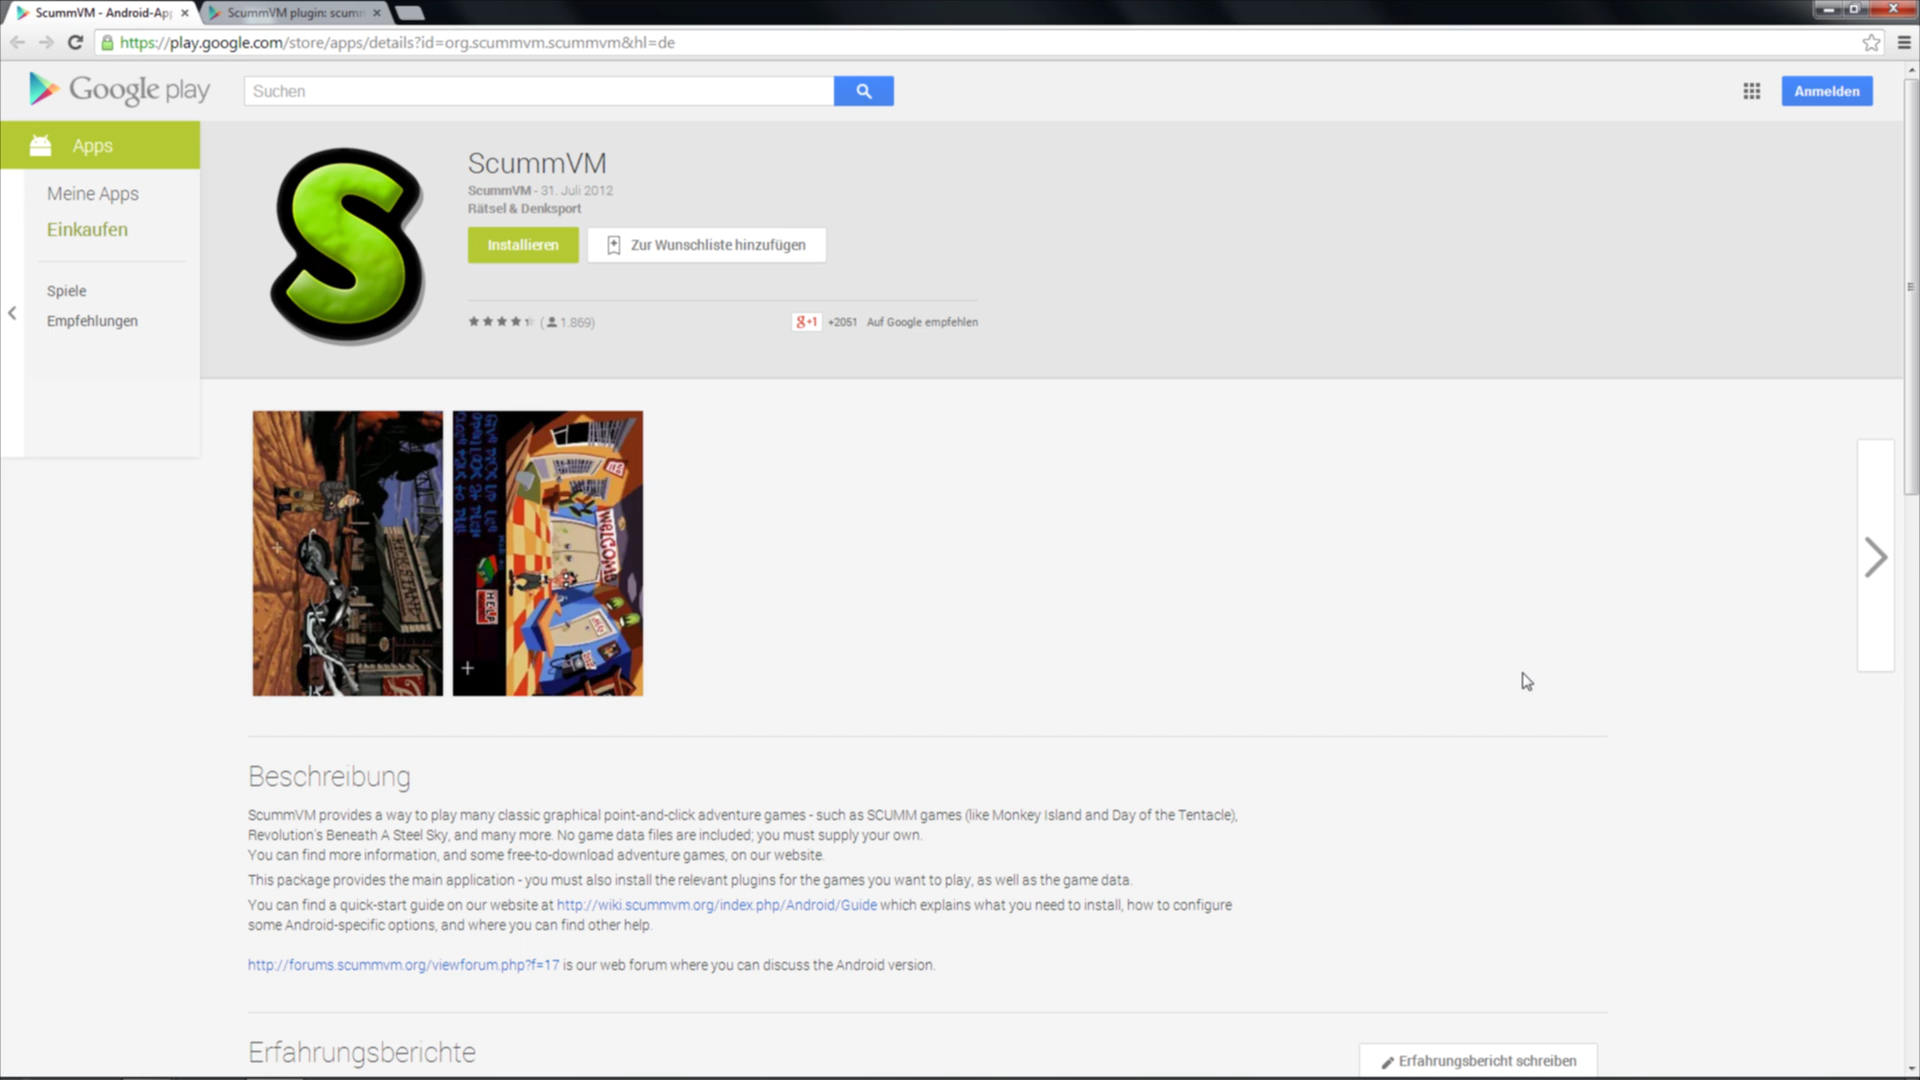 ScummVM - Android-Ap
ScummVM plugin: scum
https://play.google.com/store/apps/details?id=org.scummvm.scummvm&hl=de
Google play
Suchen
Anmelden
Apps
Meine Apps
Einkaufen
Spiele
Empfehlungen
ScummVM
ScummVM - 31. Juli 2012
Rätsel & Denksport
Installieren
Zur Wunschliste hinzufügen
(1.869)
g+1 +2051 Auf Google empfehlen
S
KICKSTAND
WELCOME
HELP
Beschreibung
ScummVM provides a way to play many classic graphical point-and-click adventure games - such as SCUMM games (like Monkey Island and Day of the Tentacle),
Revolution's Beneath A Steel Sky, and many more. No game data files are included; you must supply your own.
You can find more information, and some free-to-download adventure games, on our website.
This package provides the main application - you must also install the relevant plugins for the games you want to play, as well as the game data.
You can find a quick-start guide on our website at http://wiki.scummvm.org/index.php/Android/Guide which explains what you need to install, how to configure
some Android-specific options, and where you can find other help.
http://forums.scummvm.org/viewforum.php?f=17 is our web forum where you can discuss the Android version.
Erfahrungsberichte
Erfahrungsbericht schreiben